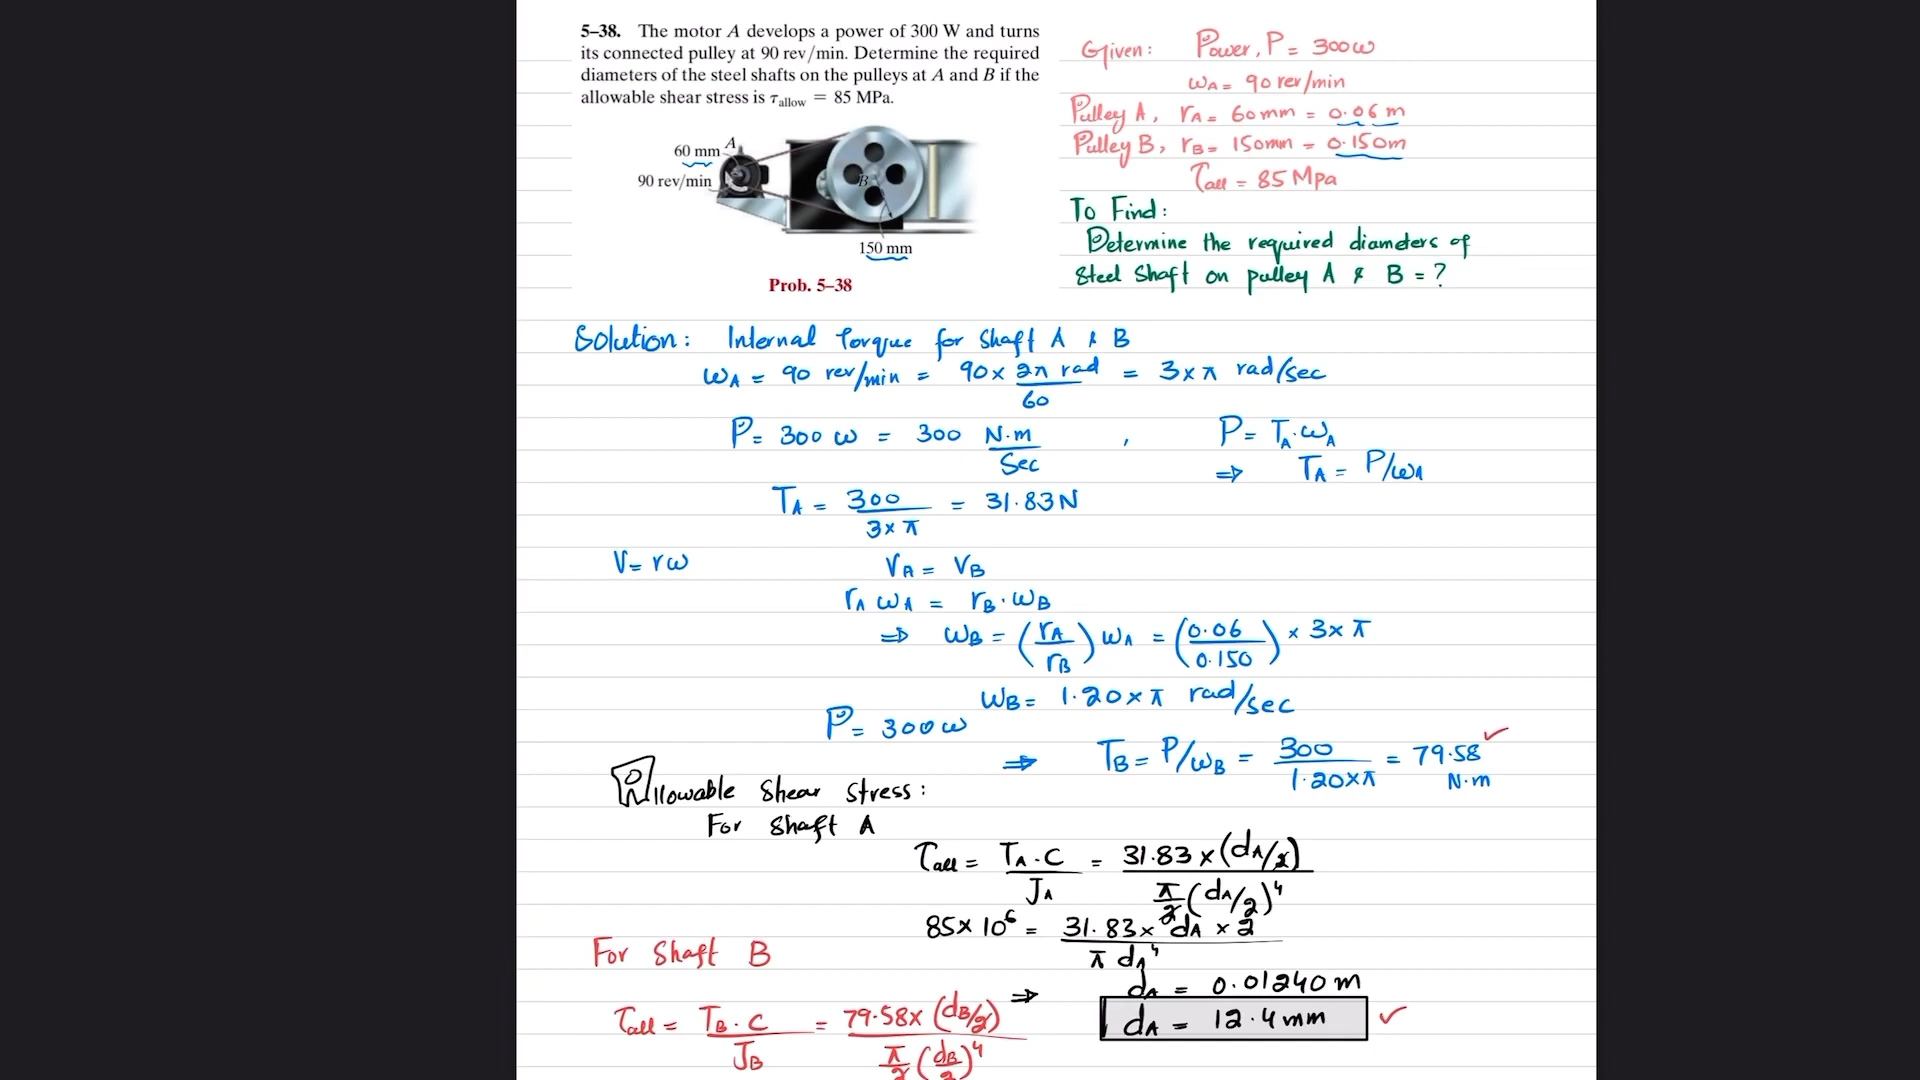 5–38. The motor A develops a power of 300 W and turns
its connected pulley at 90 rev/min. Determine the required
diameters of the steel shafts on the pulleys at A and B if the
allowable shear stress is τallow = 85 MPa.
60 mm
A
90 rev/min
B
150 mm
Prob. 5–38
Given: Power, P = 300w
ωA = 90 rev/min
Pulley A, rA = 60mm = 0.06 m
Pulley B, rB = 150mm = 0.150m
τall = 85 Mpa
To Find:
Determine the required diameters of
Steel Shaft on pulley A & B = ?
Solution: Internal Torque for Shaft A & B
ωA = 90 rev/min = 90 × 2π rad / 60 = 3×π rad/sec
P = 300 w = 300 N·m / Sec , P = TA·ωA
⇒ TA = P/ωA
TA = 300 / 3×π = 31.83N
V = rω VA = VB
rA ωA = rB·ωB
⇒ ωB = (rA/rB) ωA = (0.06/0.150) × 3×π
ωB = 1.20×π rad/sec
P = 300w
⇒ TB = P/ωB = 300 / 1.20×π = 79.58 N·m ✓
Allowable Shear Stress:
For Shaft A
τall = TA·C / JA = 31.83×(dA/2) / π/2 (dA/2)⁴
85×10⁶ = 31.83× dA × 2³ / π dA⁴
⇒ dA = 0.01240 m
dA = 12.4mm ✓
For Shaft B
τall = TB·C / JB = 79.58×(dB/2) / π/2 (dB/2)⁴